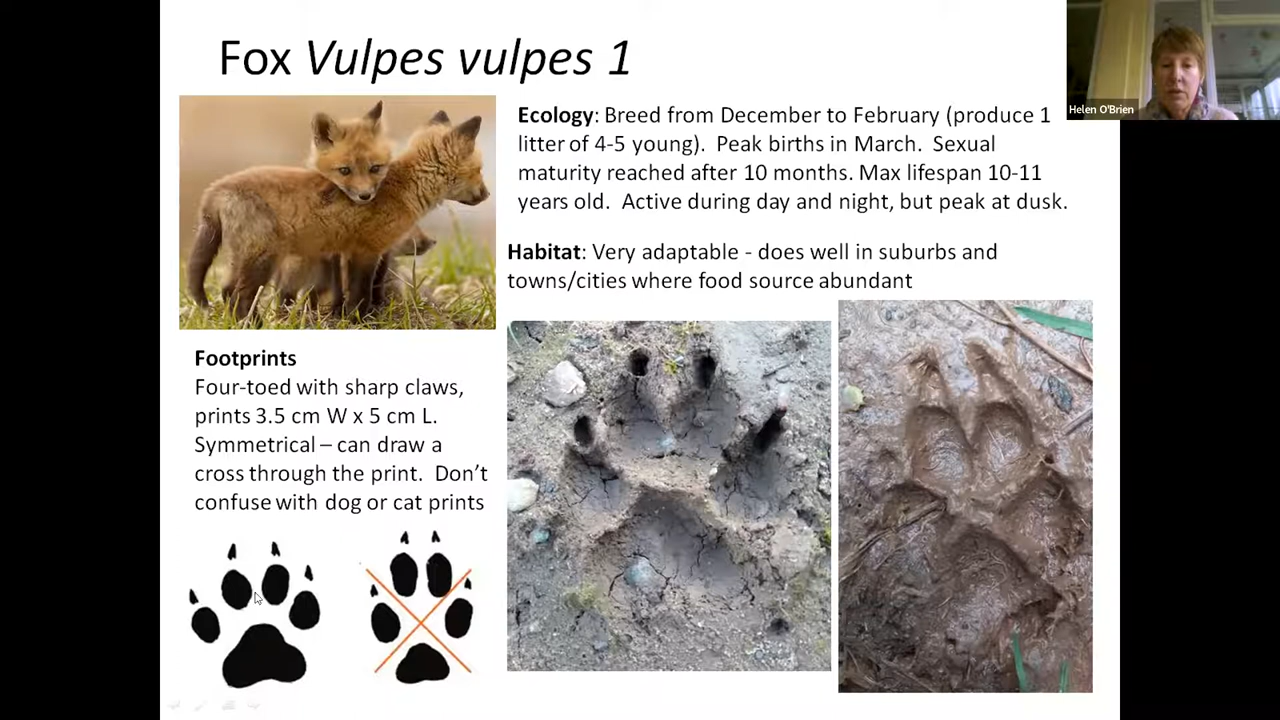 Fox Vulpes vulpes 1
Helen O'Brien
Ecology: Breed from December to February (produce 1
litter of 4-5 young). Peak births in March. Sexual
maturity reached after 10 months. Max lifespan 10-11
years old. Active during day and night, but peak at dusk.
Habitat: Very adaptable - does well in suburbs and
towns/cities where food source abundant
Footprints
Four-toed with sharp claws,
prints 3.5 cm W x 5 cm L.
Symmetrical – can draw a
cross through the print. Don't
confuse with dog or cat prints